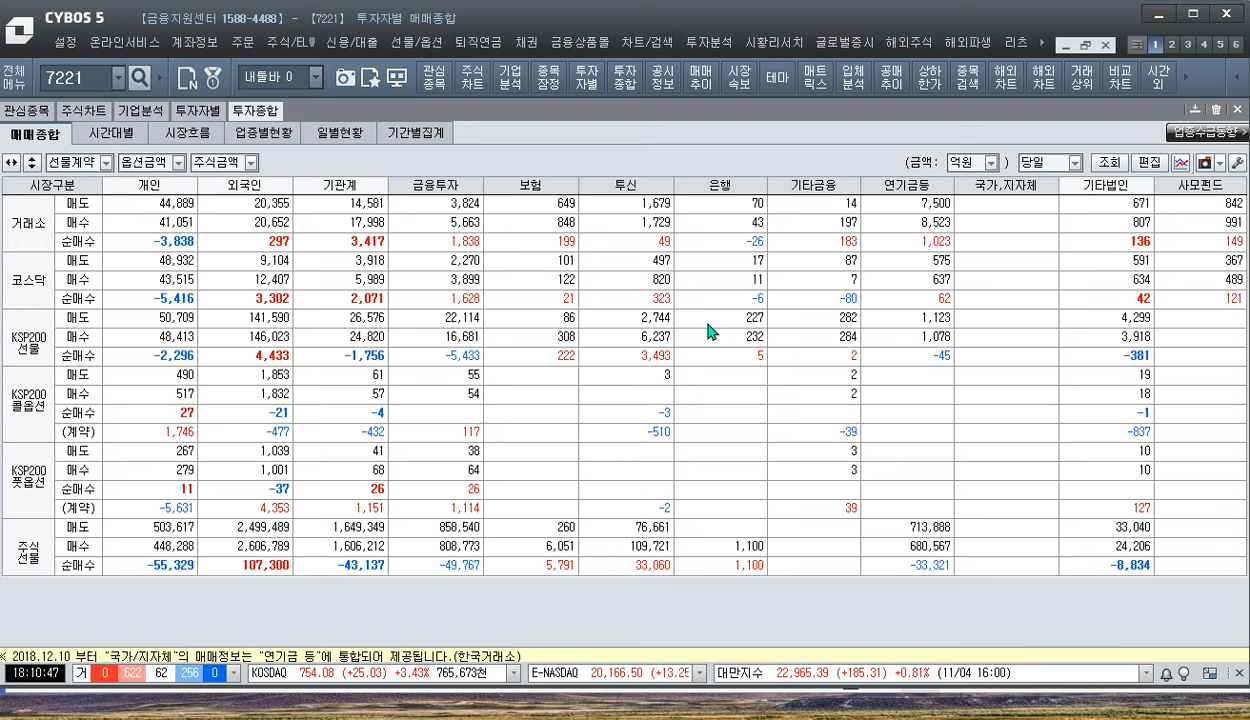 CYBOS 5 【금융지원센터 1588-4488】 - 【7221】 투자자별 매매종합
설정 온라인서비스 계좌정보 주문 주식/ELW 신용/대출 선물/옵션 퇴직연금 채권 금융상품몰 차트/검색 투자분석 시황리서치 글로벌증시 해외주식 해외파생 리츠 1 2 3 4 5 6
전체메뉴 7221 내툴바 0 관심종목 주식차트 기업분석 종목잠정 투자자별 투자종합 공시정보 매매추이 시장속보 테마 매트릭스 입체분석 공매추이 상하한가 종목검색 해외차트 해외차트 거래상위 비교차트 시간외
관심종목 주식차트 기업분석 투자자별 투자종합
매매종합 시간대별 시장흐름 업종별현황 일별현황 기간별집계 업종수급동향 >
선물계약 옵션금액 주식금액 (금액: 억원 ) 당일 조회 편집
시장구분 개인 외국인 기관계 금융투자 보험 투신 은행 기타금융 연기금등 국가,지자체 기타법인 사모펀드
거래소 매도 44,889 20,355 14,581 3,824 649 1,679 70 14 7,500 671 842
매수 41,051 20,652 17,998 5,663 848 1,729 43 197 8,523 807 991
순매수 -3,838 297 3,417 1,838 199 49 -26 183 1,023 136 149
코스닥 매도 48,932 9,104 3,918 2,270 101 497 17 87 575 591 367
매수 43,515 12,407 5,989 3,899 122 820 11 7 637 634 489
순매수 -5,416 3,302 2,071 1,628 21 323 -6 -80 62 42 121
KSP200 선물 매도 50,709 141,590 26,576 22,114 86 2,744 227 282 1,123 4,299
매수 48,413 146,023 24,820 16,681 308 6,237 232 284 1,078 3,918
순매수 -2,296 4,433 -1,756 -5,433 222 3,493 5 2 -45 -381
KSP200 콜옵션 매도 490 1,853 61 55 3 2 19
매수 517 1,832 57 54 2 18
순매수 27 -21 -4 -3 -1
(계약) 1,746 -477 -432 117 -510 -39 -837
KSP200 풋옵션 매도 267 1,039 41 38 3 10
매수 279 1,001 68 64 3 10
순매수 11 -37 26 26
(계약) -5,631 4,353 1,151 1,114 -2 39 127
주식 선물 매도 503,617 2,499,489 1,649,349 858,540 260 76,661 713,888 33,040
매수 448,288 2,606,789 1,606,212 808,773 6,051 109,721 1,100 680,567 24,206
순매수 -55,329 107,300 -43,137 -49,767 5,791 33,060 1,100 -33,321 -8,834
※ 2018.12.10 부터 "국가/지자체"의 매매정보는 "연기금 등"에 통합되어 제공됩니다.(한국거래소)
18:10:47 거 0 622 62 256 0 KOSDAQ 754.08 (+25.03) +3.43% 765,673천 E-NASDAQ 20,166.50 (+13.25 대만지수 22,965.39 (+185.31) +0.81% (11/04 16:00)